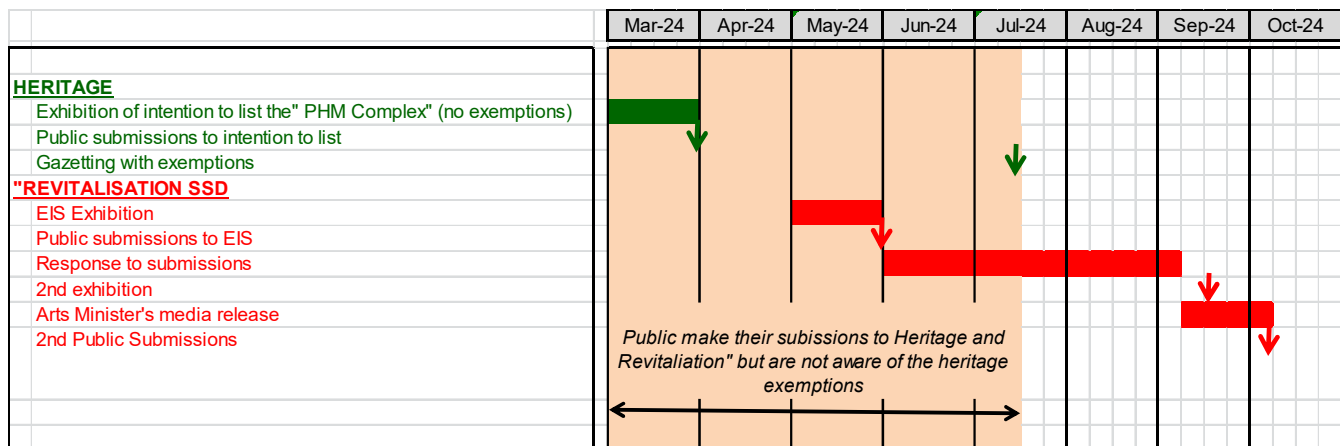 Mar-24 Apr-24 May-24 Jun-24 Jul-24 Aug-24 Sep-24 Oct-24
HERITAGE
Exhibition of intention to list the" PHM Complex" (no exemptions)
Public submissions to intention to list
Gazetting with exemptions
"REVITALISATION SSD
EIS Exhibition
Public submissions to EIS
Response to submissions
2nd exhibition
Arts Minister's media release
2nd Public Submissions
Public make their subissions to Heritage and
Revitaliation" but are not aware of the heritage
exemptions